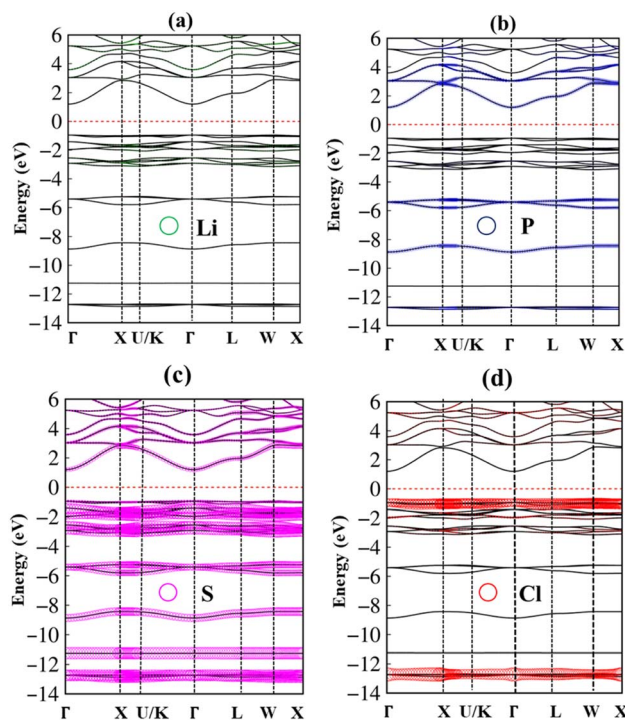 (a)
6
4
2
0
−2
−4
−6
−8
−10
−12
−14
Energy (eV)
Li
Γ X U/K Γ L W X
(b)
6
4
2
0
−2
−4
−6
−8
−10
−12
−14
Energy (eV)
P
Γ X U/K Γ L W X
(c)
6
4
2
0
−2
−4
−6
−8
−10
−12
−14
Energy (eV)
S
Γ X U/K Γ L W X
(d)
6
4
2
0
−2
−4
−6
−8
−10
−12
−14
Energy (eV)
Cl
Γ X U/K Γ L W X